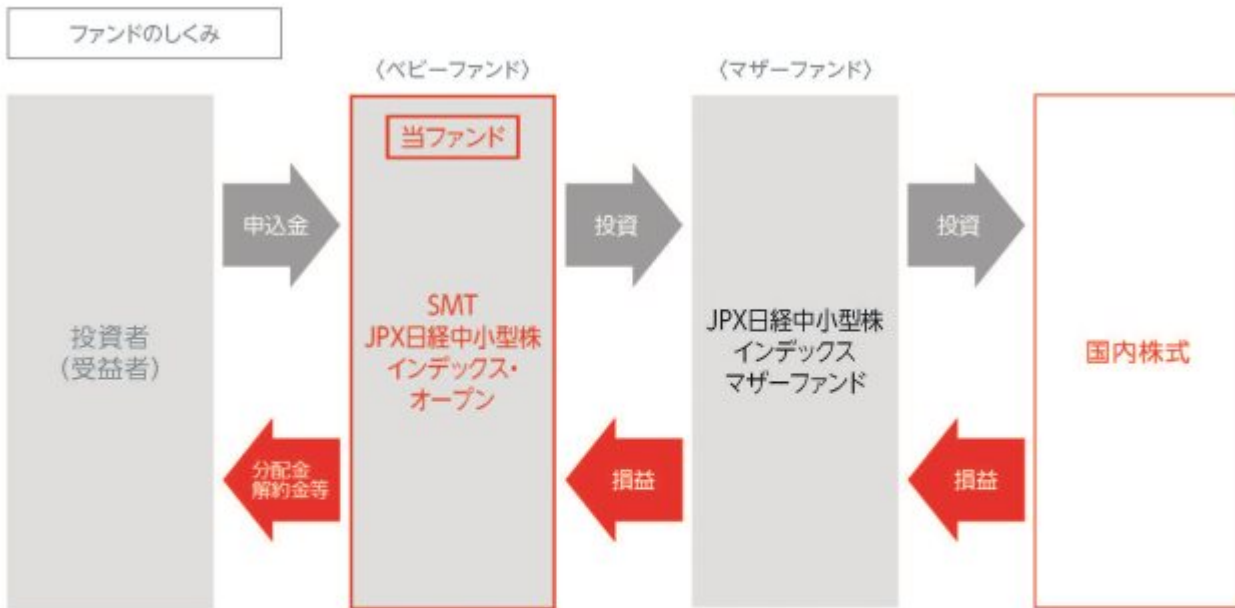 ファンドのしくみ
〈ベビーファンド〉
〈マザーファンド〉
投資者
（受益者）
申込金
分配金
解約金等
当ファンド
SMT
JPX日経中小型株
インデックス・
オープン
投資
損益
JPX日経中小型株
インデックス
マザーファンド
投資
損益
国内株式